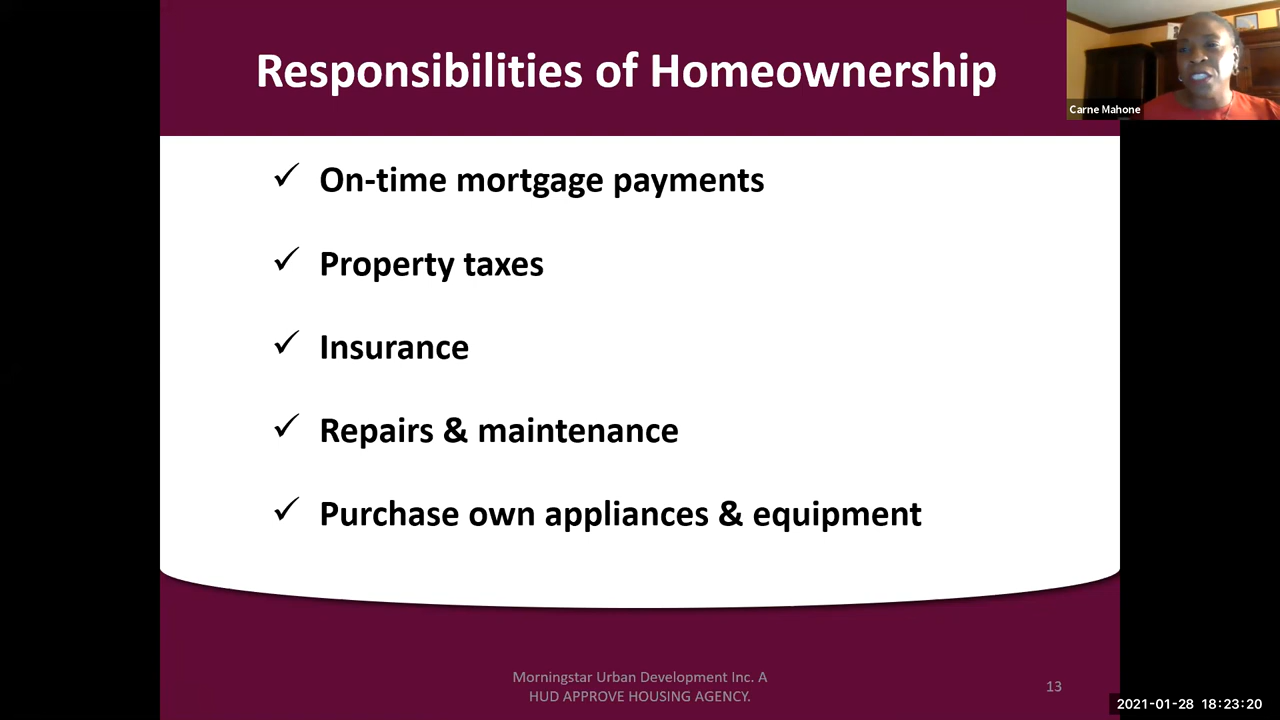 Responsibilities of Homeownership
Carne Mahone
✓ On-time mortgage payments
✓ Property taxes
✓ Insurance
✓ Repairs & maintenance
✓ Purchase own appliances & equipment
Morningstar Urban Development Inc. A
HUD APPROVE HOUSING AGENCY.
13
2021-01-28 18:23:20